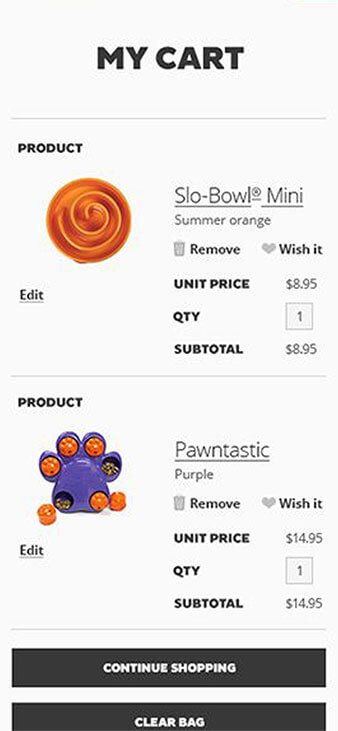 MY CART
PRODUCT
Slo-Bowl® Mini
Summer orange
Remove Wish it
Edit
UNIT PRICE $8.95
QTY 1
SUBTOTAL $8.95
PRODUCT
Pawntastic
Purple
Remove Wish it
UNIT PRICE $14.95
Edit
QTY 1
SUBTOTAL $14.95
CONTINUE SHOPPING
CLEAR BAG